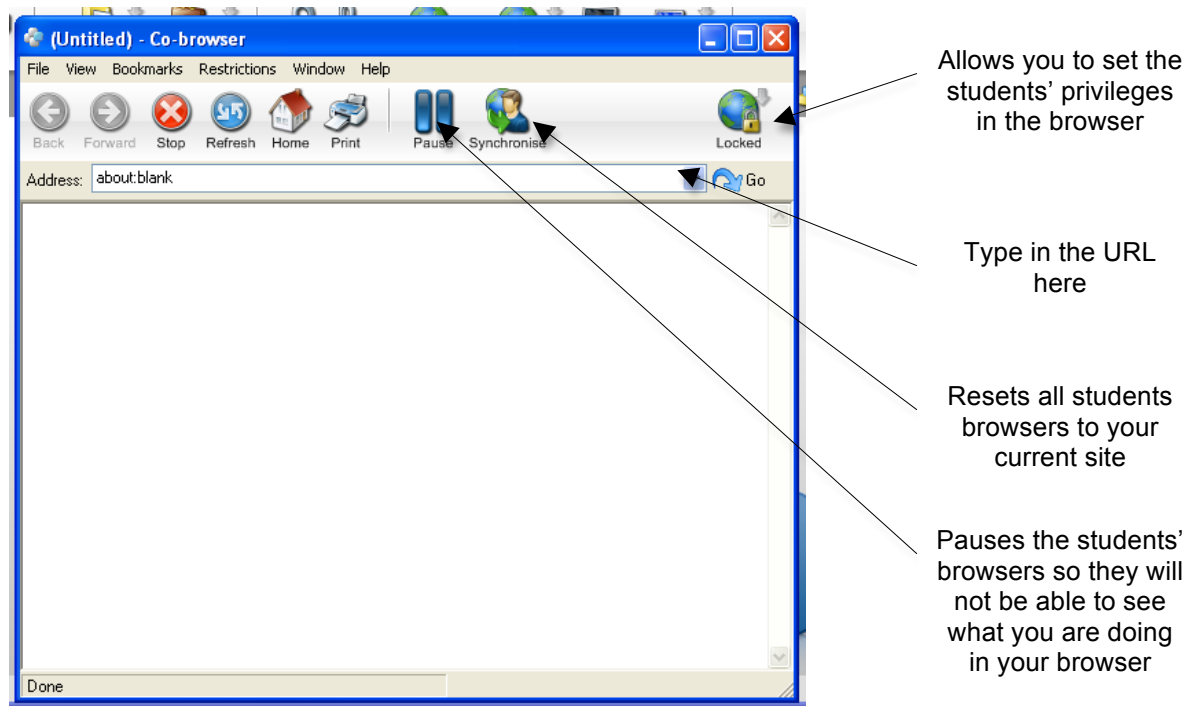 (Untitled) - Co-browser
File View Bookmarks Restrictions Window Help
Back Forward Stop Refresh Home Print Pause Synchronise Locked
Address: about:blank Go
Done
Allows you to set the
students’ privileges
in the browser
Type in the URL
here
Resets all students
browsers to your
current site
Pauses the students’
browsers so they will
not be able to see
what you are doing
in your browser